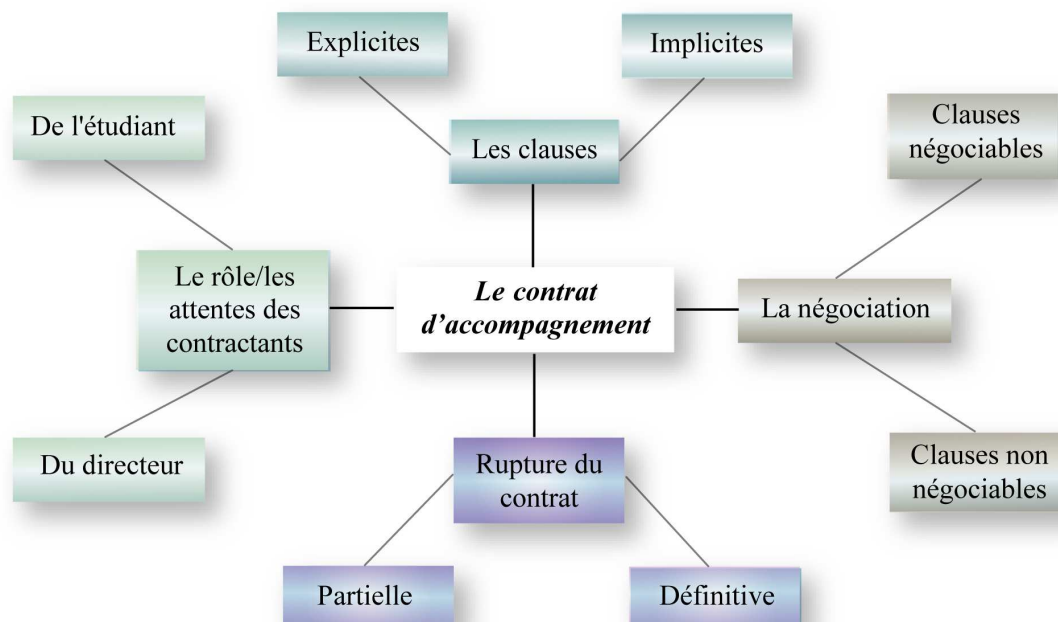 Explicites
Implicites
De l'étudiant
Les clauses
Clauses
négociables
Le rôle/les
attentes des
contractants
Le contrat
d’accompagnement
La négociation
Du directeur
Rupture du
contrat
Clauses non
négociables
Partielle
Définitive